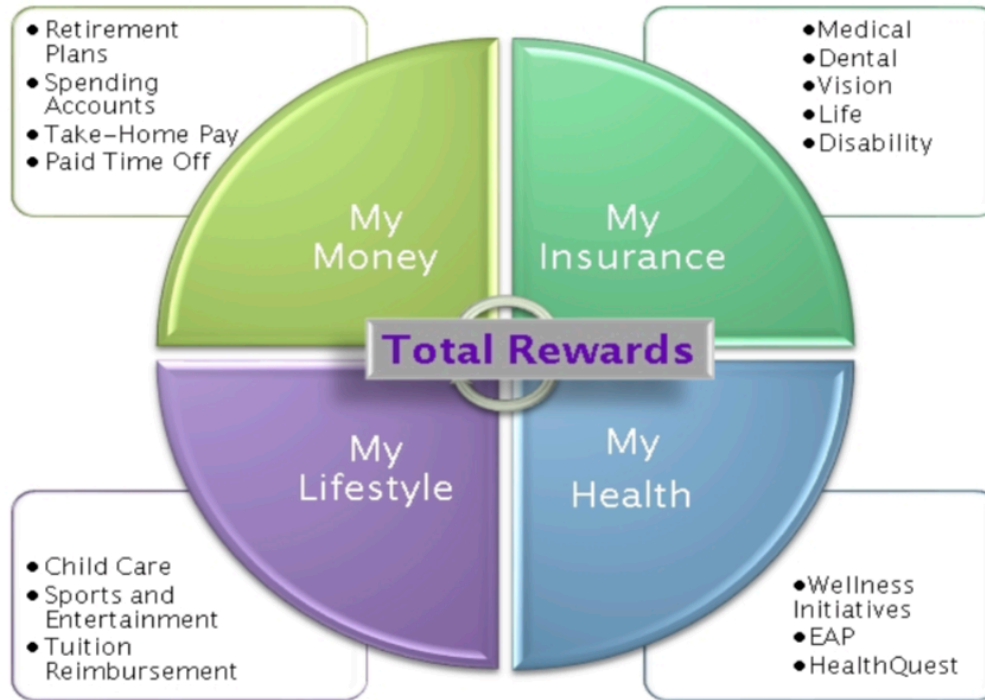 • Retirement
Plans
• Spending
Accounts
• Take-Home Pay
• Paid Time Off
• Medical
• Dental
• Vision
• Life
• Disability
My
Money
My
Insurance
Total Rewards
My
Lifestyle
My
Health
• Child Care
• Sports and
Entertainment
• Tuition
Reimbursement
• Wellness
Initiatives
• EAP
• HealthQuest